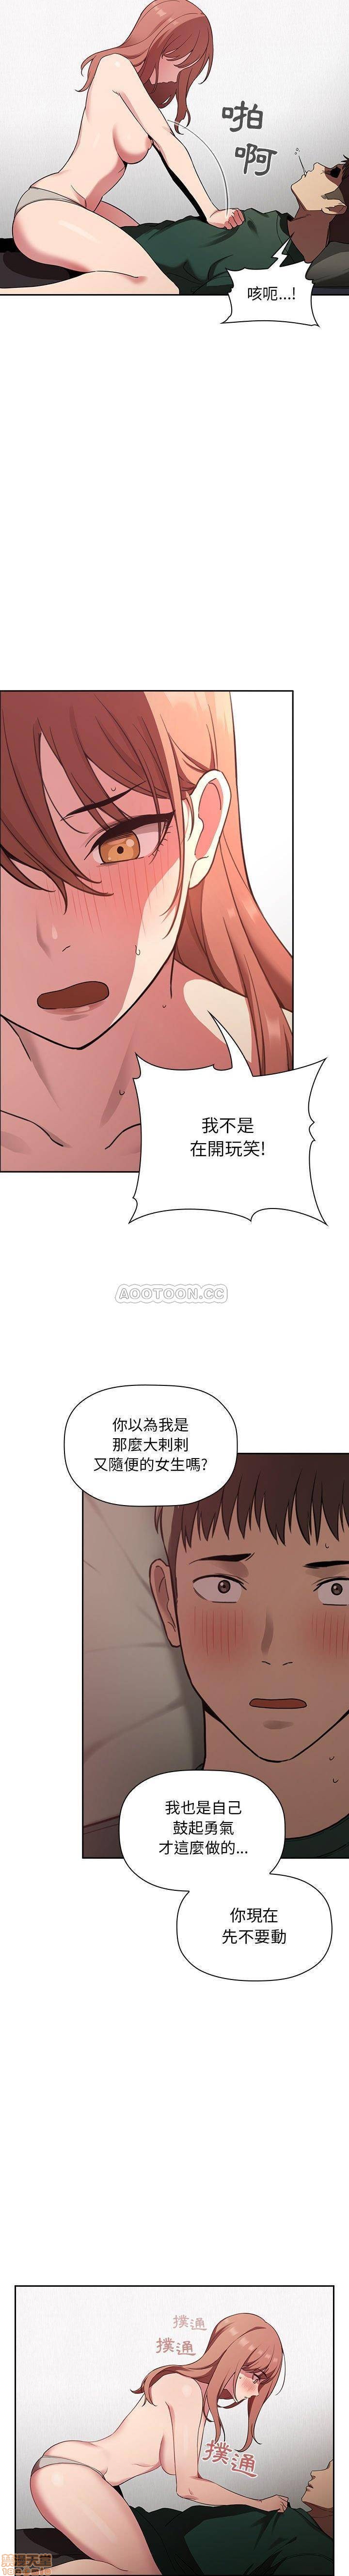 啪
啊
咳呃...!
我不是
在開玩笑!
AOOTOON.CC
你以為我是
那麼大剌剌
又隨便的女生嗎?
我也是自己
鼓起勇氣
才這麼做的...
你現在
先不要動
撲通
撲通
撲通